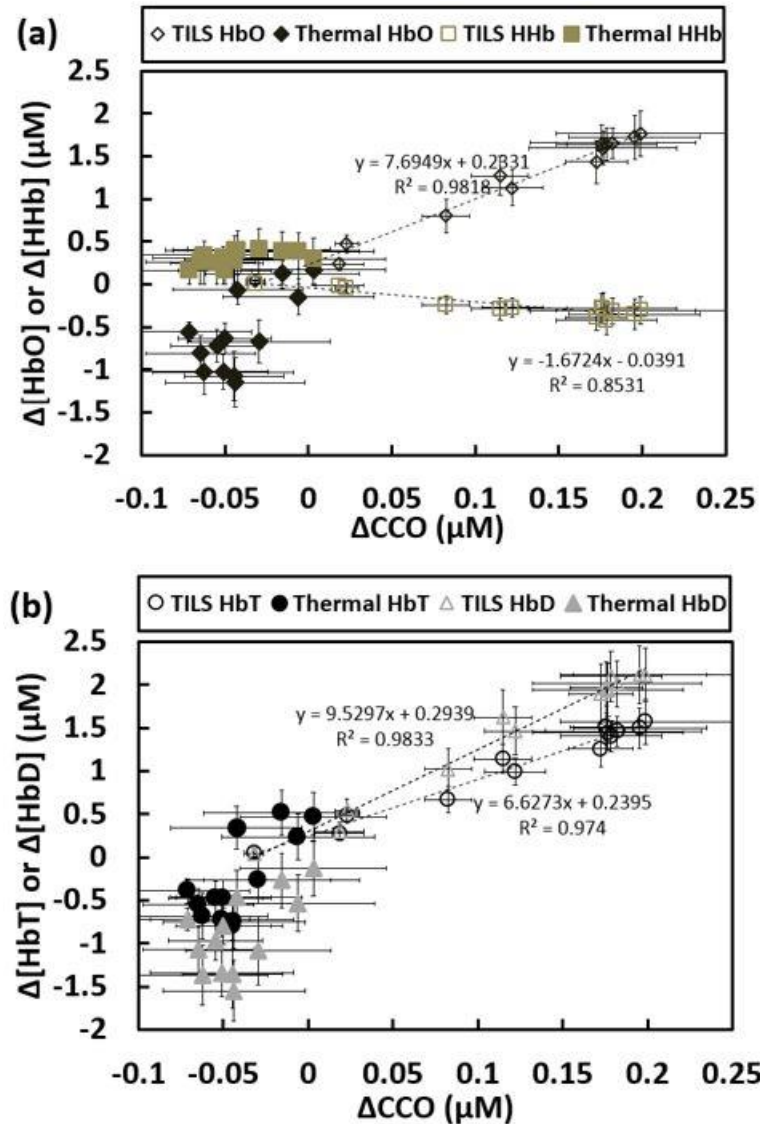 (a)
TILS HbO Thermal HbO TILS HHb Thermal HHb
2.5
2
1.5
1
0.5
0
-0.5
-1
-1.5
-2
Δ[HbO] or Δ[HHb] (µM)
y = 7.6949x + 0.2331
R² = 0.9818
y = -1.6724x - 0.0391
R² = 0.8531
-0.1 -0.05 0 0.05 0.1 0.15 0.2 0.25
ΔCCO (µM)
(b)
TILS HbT Thermal HbT TILS HbD Thermal HbD
2.5
2
1.5
1
0.5
0
-0.5
-1
-1.5
-2
Δ[HbT] or Δ[HbD] (µM)
y = 9.5297x + 0.2939
R² = 0.9833
y = 6.6273x + 0.2395
R² = 0.974
-0.1 -0.05 0 0.05 0.1 0.15 0.2 0.25
ΔCCO (µM)